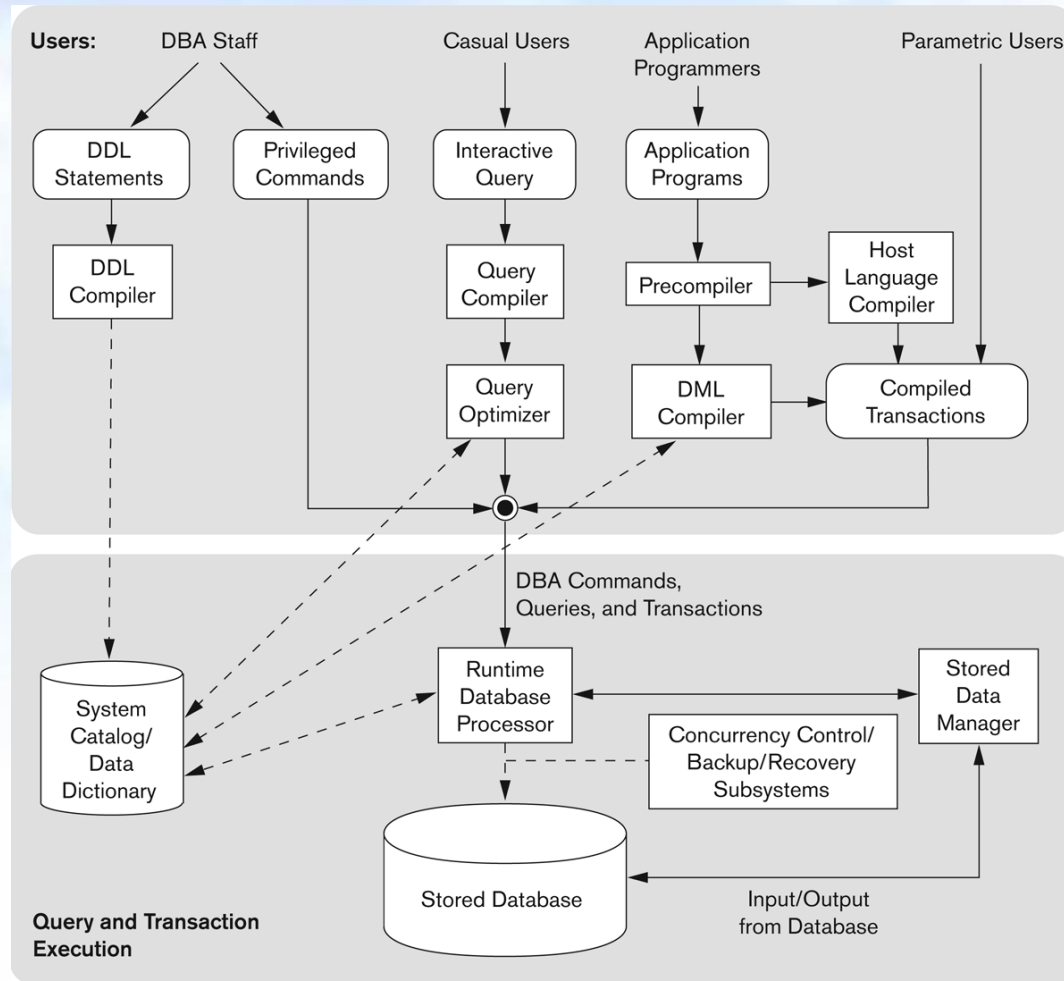 Users:
DBA Staff
Casual Users
Application
Programmers
Parametric Users
DDL
Statements
Privileged
Commands
Interactive
Query
Application
Programs
DDL
Compiler
Query
Compiler
Precompiler
Host
Language
Compiler
Query
Optimizer
DML
Compiler
Compiled
Transactions
DBA Commands,
Queries, and Transactions
System
Catalog/
Data
Dictionary
Runtime
Database
Processor
Stored
Data
Manager
Concurrency Control/
Backup/Recovery
Subsystems
Stored Database
Input/Output
from Database
Query and Transaction
Execution